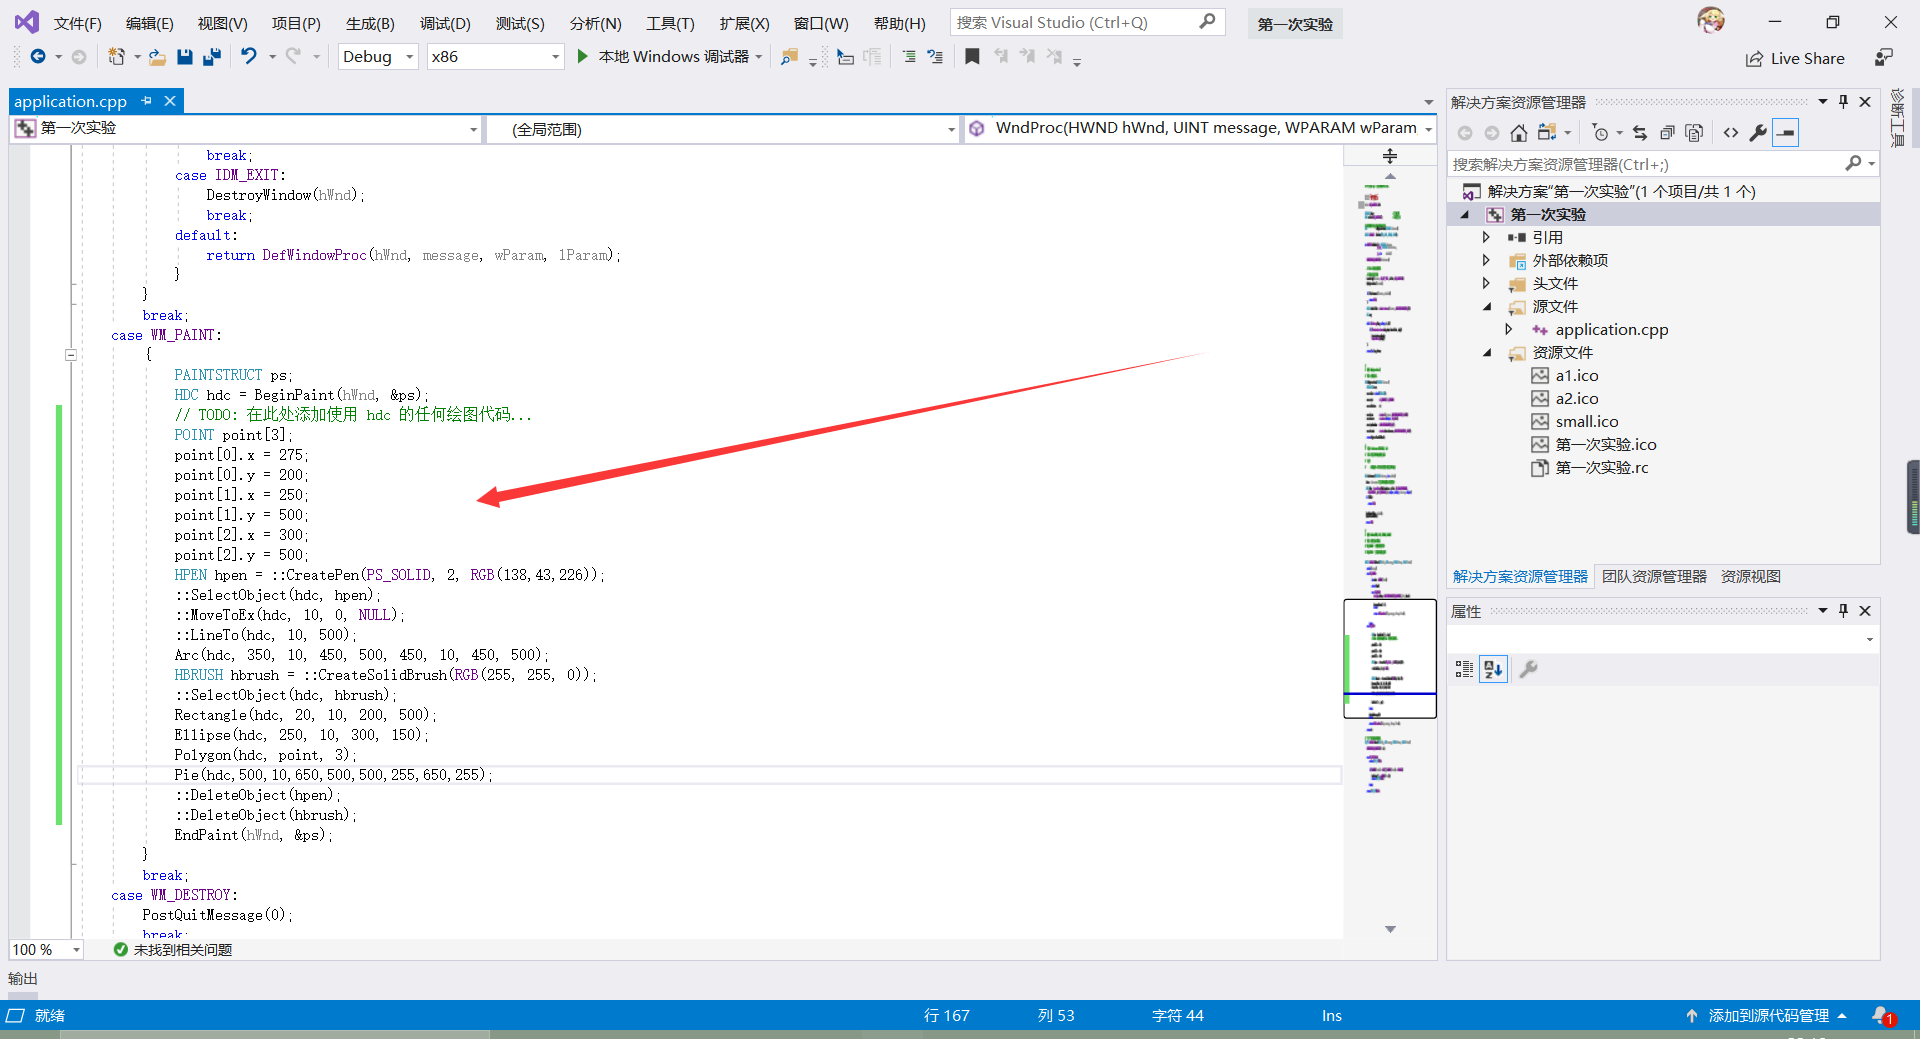 文件(F) 编辑(E) 视图(V) 项目(P) 生成(B) 调试(D) 测试(S) 分析(N) 工具(T) 扩展(X) 窗口(W) 帮助(H) 搜索 Visual Studio (Ctrl+Q) 第一次实验
Debug x86 本地 Windows 调试器 Live Share
application.cpp
第一次实验 (全局范围) WndProc(HWND hWnd, UINT message, WPARAM wParam
break;
case IDM_EXIT:
DestroyWindow(hWnd);
break;
default:
return DefWindowProc(hWnd, message, wParam, lParam);
}
}
break;
case WM_PAINT:
{
PAINTSTRUCT ps;
HDC hdc = BeginPaint(hWnd, &ps);
// TODO: 在此处添加使用 hdc 的任何绘图代码...
POINT point[3];
point[0].x = 275;
point[0].y = 200;
point[1].x = 250;
point[1].y = 500;
point[2].x = 300;
point[2].y = 500;
HPEN hpen = ::CreatePen(PS_SOLID, 2, RGB(138,43,226));
::SelectObject(hdc, hpen);
::MoveToEx(hdc, 10, 0, NULL);
::LineTo(hdc, 10, 500);
Arc(hdc, 350, 10, 450, 500, 450, 10, 450, 500);
HBRUSH hbrush = ::CreateSolidBrush(RGB(255, 255, 0));
::SelectObject(hdc, hbrush);
Rectangle(hdc, 20, 10, 200, 500);
Ellipse(hdc, 250, 10, 300, 150);
Polygon(hdc, point, 3);
Pie(hdc,500,10,650,500,500,255,650,255);
::DeleteObject(hpen);
::DeleteObject(hbrush);
EndPaint(hWnd, &ps);
}
break;
case WM_DESTROY:
PostQuitMessage(0);
break;
100 % 未找到相关问题
输出
解决方案资源管理器
搜索解决方案资源管理器(Ctrl+;)
解决方案"第一次实验"(1 个项目/共 1 个)
第一次实验
引用
外部依赖项
头文件
源文件
application.cpp
资源文件
a1.ico
a2.ico
small.ico
第一次实验.ico
第一次实验.rc
解决方案资源管理器 团队资源管理器 资源视图
属性
诊断工具
就绪 行 167 列 53 字符 44 Ins 添加到源代码管理 1